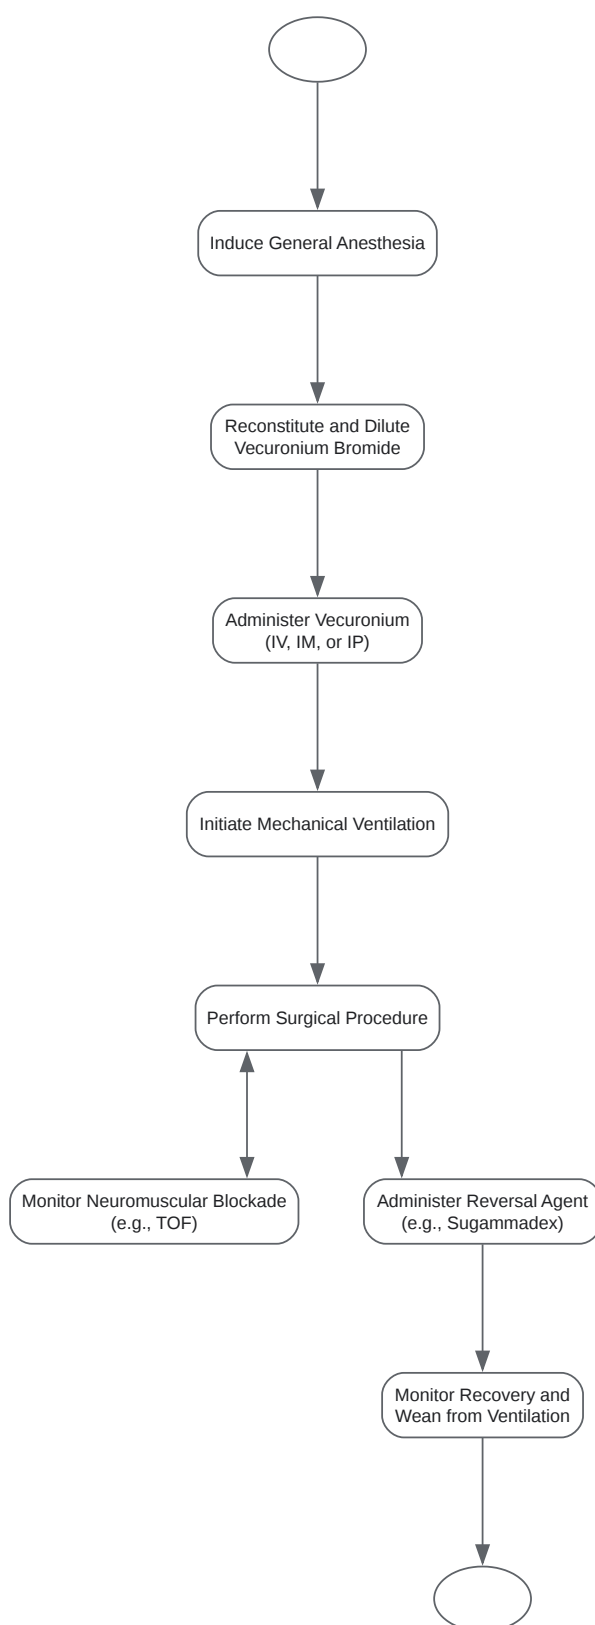 Induce General Anesthesia
Reconstitute and Dilute
Vecuronium Bromide
Administer Vecuronium
(IV, IM, or IP)
Initiate Mechanical Ventilation
Perform Surgical Procedure
Monitor Neuromuscular Blockade
(e.g., TOF)
Administer Reversal Agent
(e.g., Sugammadex)
Monitor Recovery and
Wean from Ventilation